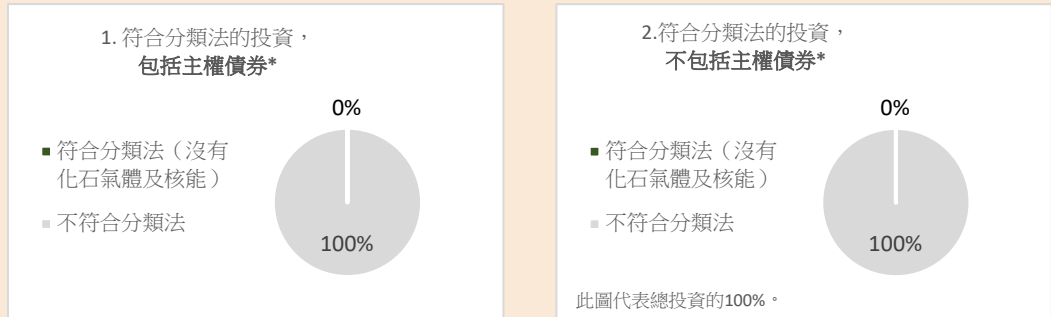 1. 符合分類法的投資，
包括主權債券*
0%
符合分類法（沒有
化石氣體及核能）
不符合分類法
100%
2.符合分類法的投資，
不包括主權債券*
0%
符合分類法（沒有
化石氣體及核能）
不符合分類法
100%
此圖代表總投資的100%。